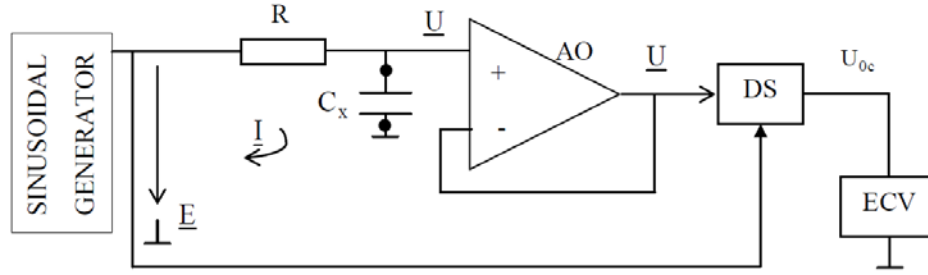 SINUSOIDAL
GENERATOR
R
U
AO
U
U0c
+
DS
Cx
I
-
E
ECV